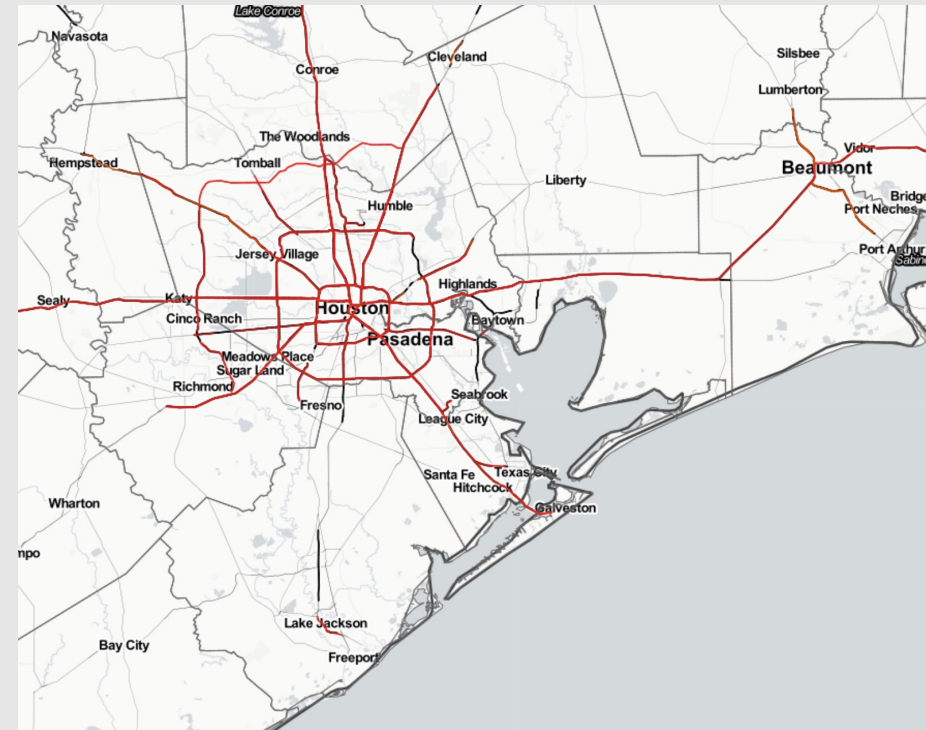 Lake Conroe
Navasota
Cleveland
Silsbee
Conroe
Lumberton
The Woodlands
Vidor
Hempstead
Tomball
Beaumont
Liberty
Bridge
Humble
Port Neches
Jersey Village
Port Arthur
Sabine
Highlands
Katy
Sealy
Houston
Cinco Ranch
Baytown
Pasadena
Meadows Place
Sugar Land
Richmond
Seabrook
Fresno
League City
Texas City
Santa Fe
Hitchcock
Wharton
Galveston
mpo
Lake Jackson
Bay City
Freeport